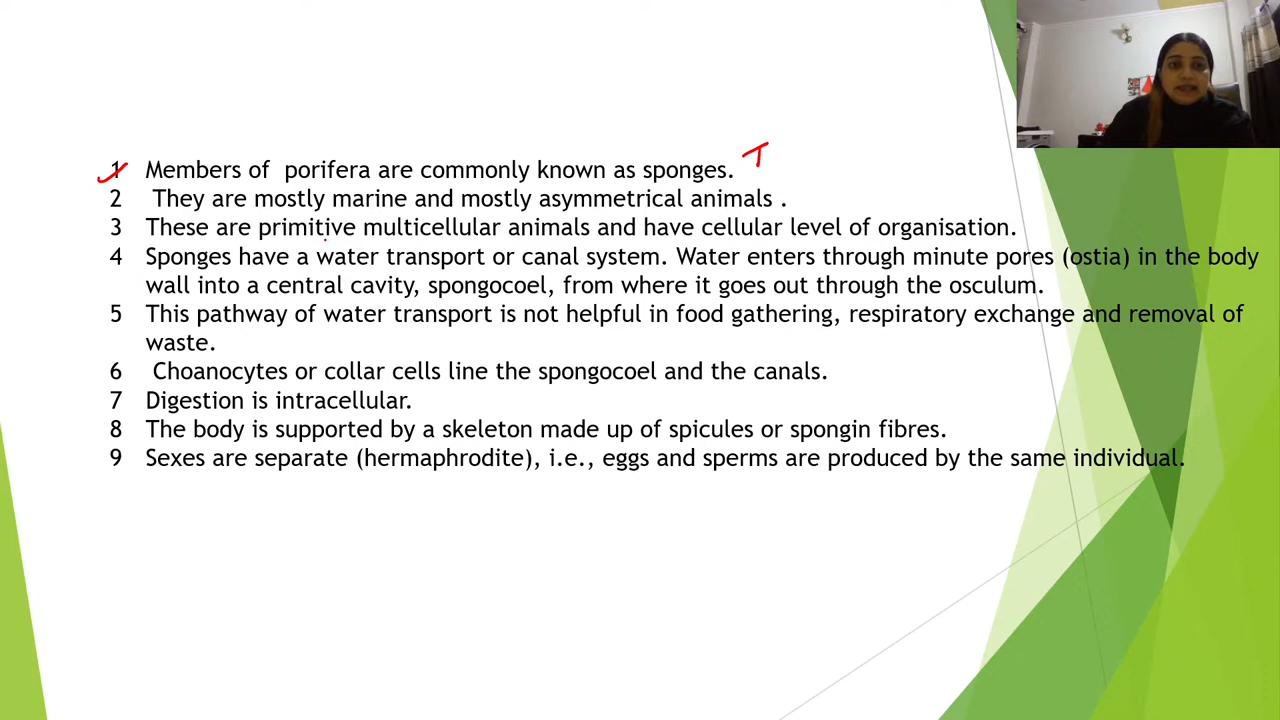 1 Members of porifera are commonly known as sponges. T
2 They are mostly marine and mostly asymmetrical animals .
3 These are primitive multicellular animals and have cellular level of organisation.
4 Sponges have a water transport or canal system. Water enters through minute pores (ostia) in the body
wall into a central cavity, spongocoel, from where it goes out through the osculum.
5 This pathway of water transport is not helpful in food gathering, respiratory exchange and removal of
waste.
6 Choanocytes or collar cells line the spongocoel and the canals.
7 Digestion is intracellular.
8 The body is supported by a skeleton made up of spicules or spongin fibres.
9 Sexes are separate (hermaphrodite), i.e., eggs and sperms are produced by the same individual.